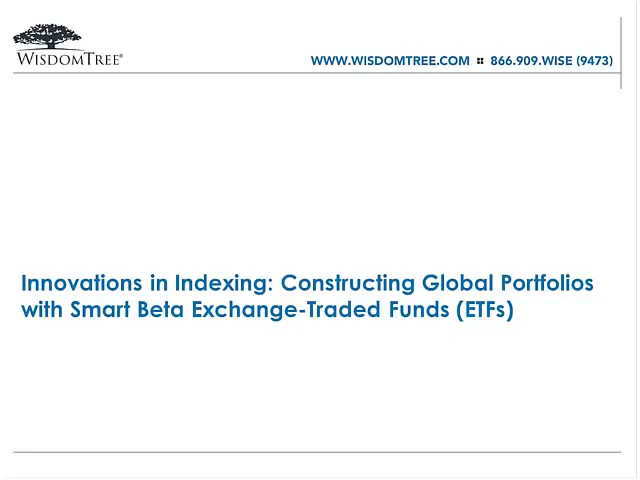 WISDOMTREE®
WWW.WISDOMTREE.COM 866.909.WISE (9473)
Innovations in Indexing: Constructing Global Portfolios
with Smart Beta Exchange-Traded Funds (ETFs)